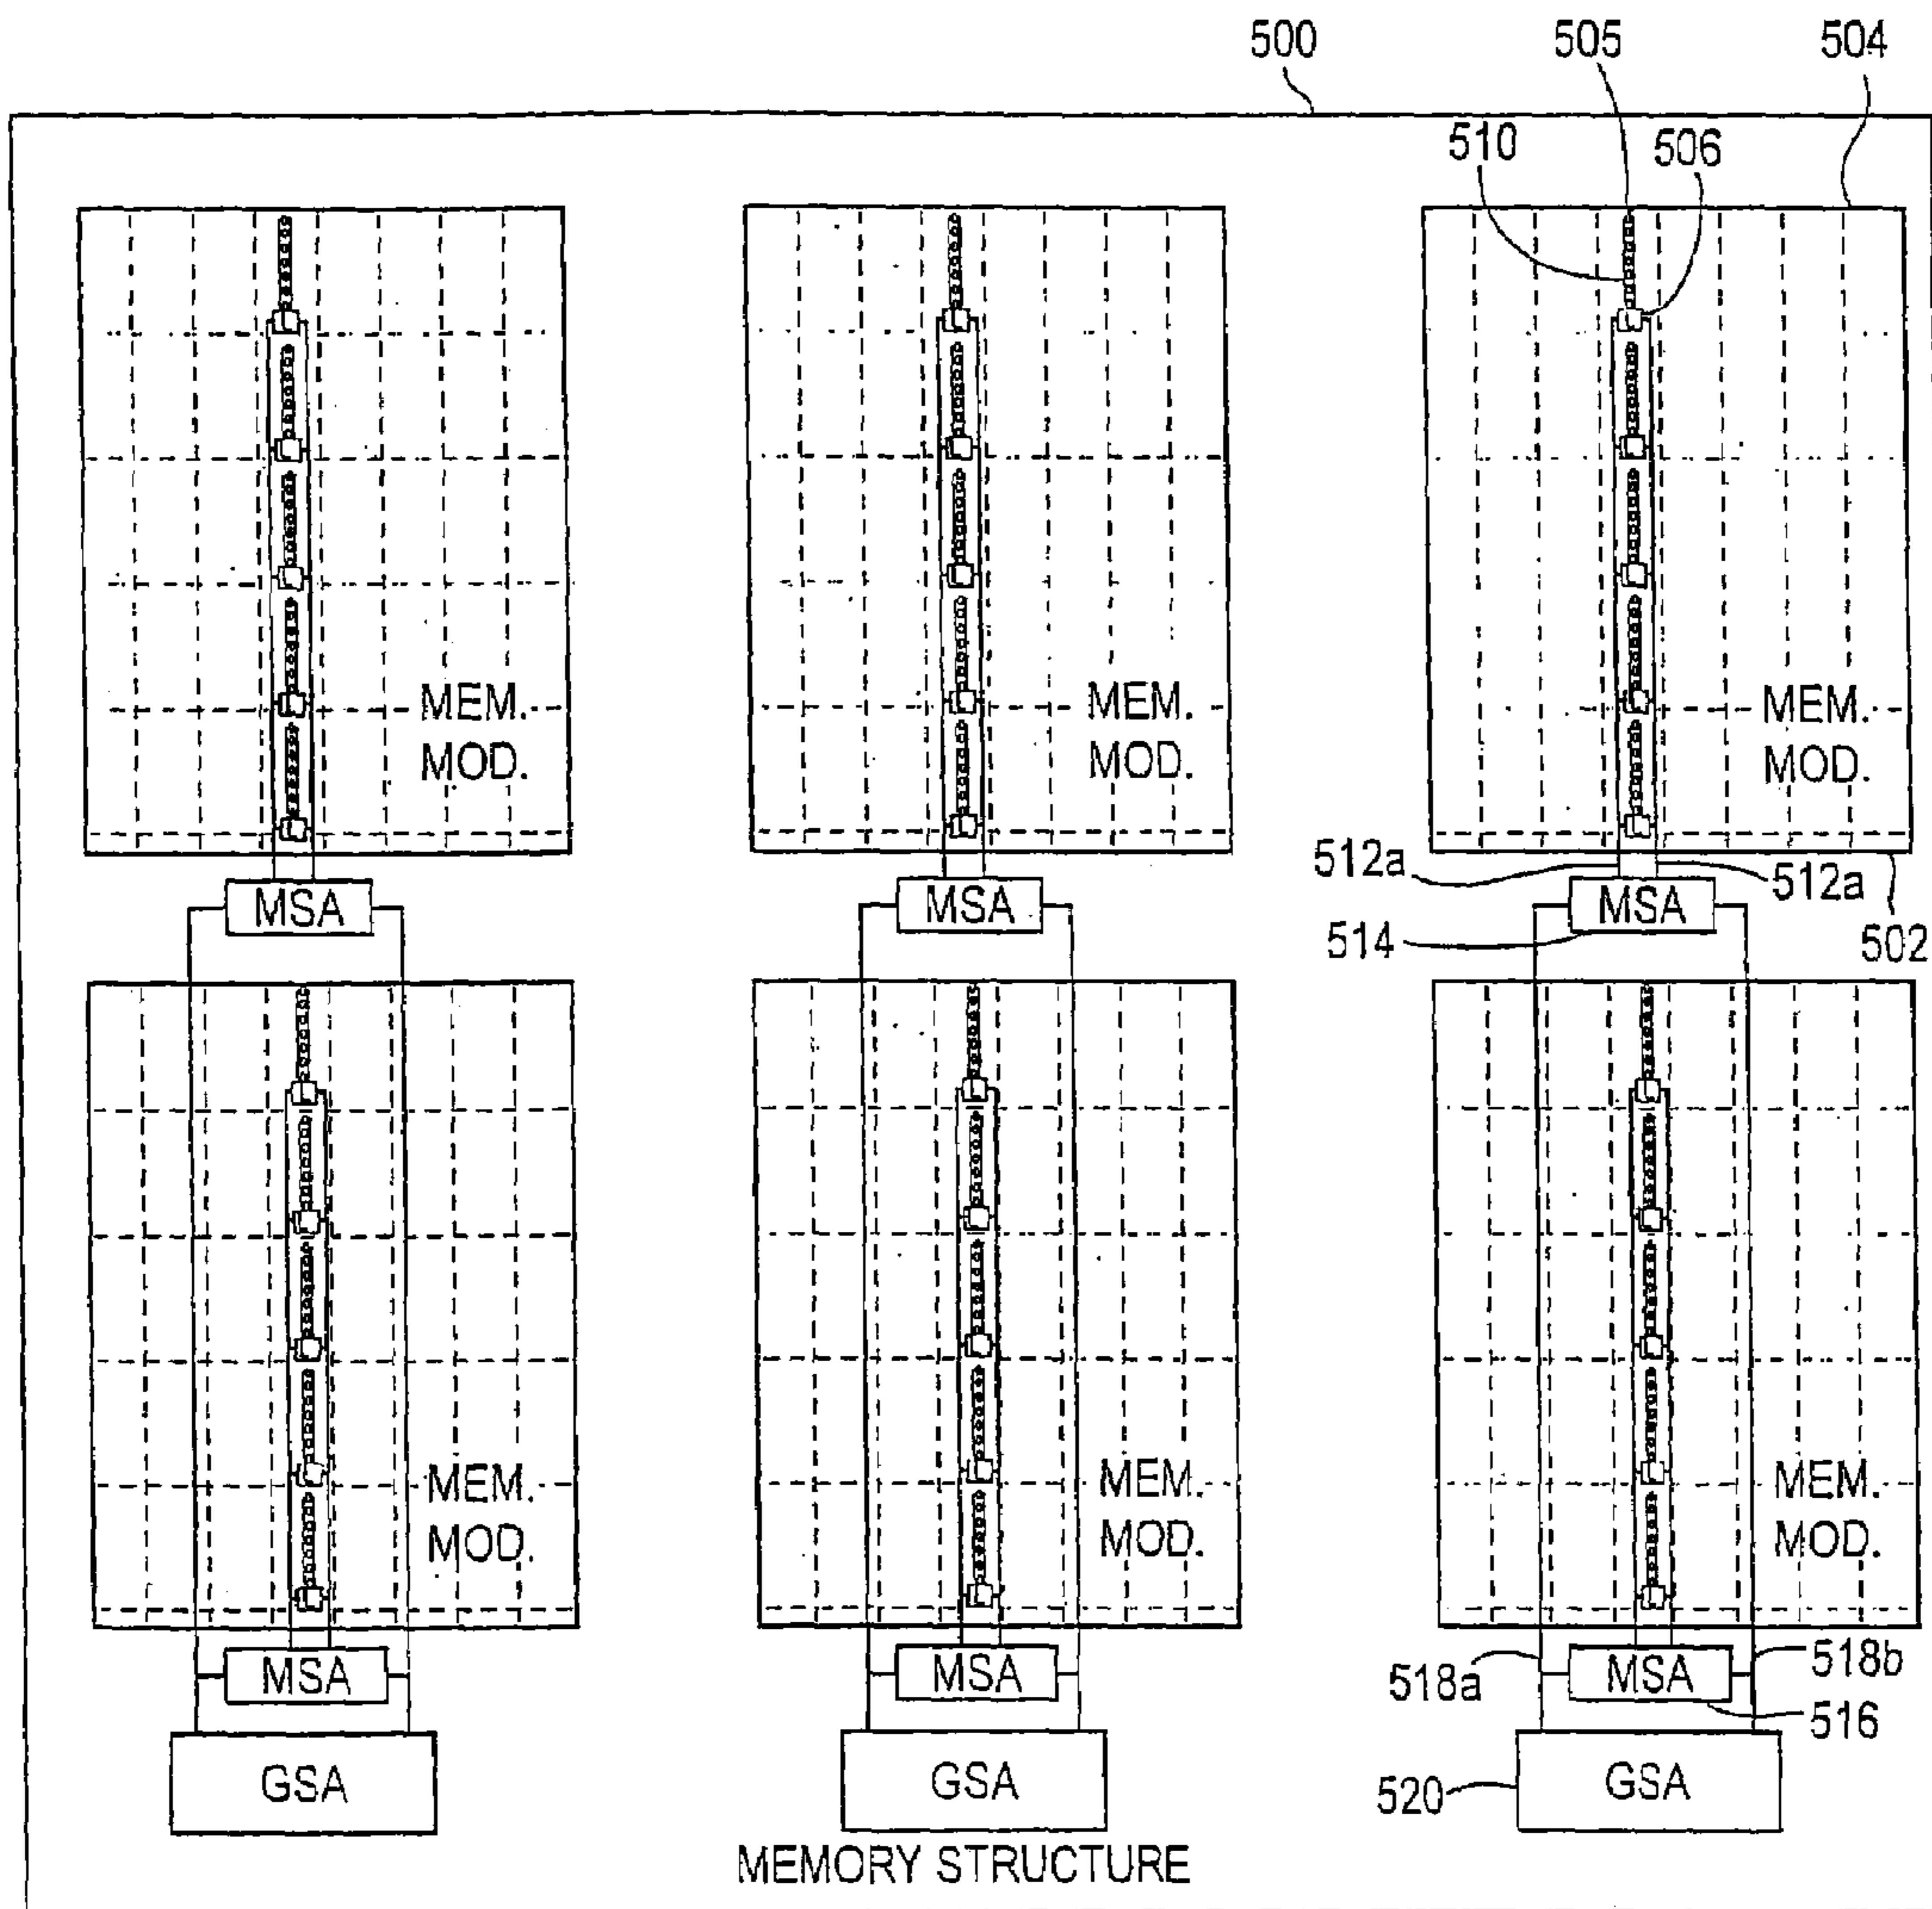 500
505
504
510
506
MEM.
MOD.
MEM.
MOD.
MEM.
MOD.
512a
512a
MSA
MSA
MSA
514
502
MEM.
MOD.
MEM.
MOD.
MEM.
MOD.
518a
518b
MSA
MSA
MSA
516
GSA
GSA
GSA
520
MEMORY STRUCTURE